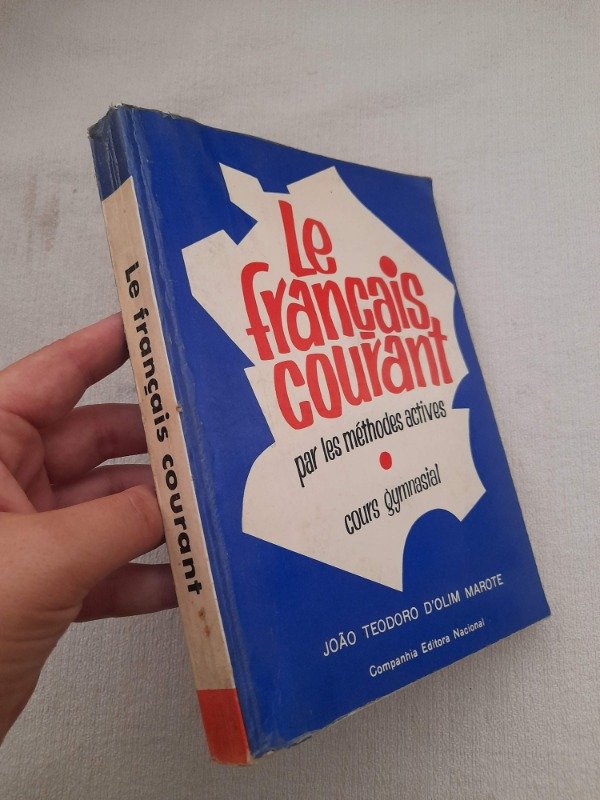 Le français courant
Le
français
courant
par les méthodes actives
cours gymnasial
JOÃO TEODORO D'OLIM MAROTE
Companhia Editora Nacional